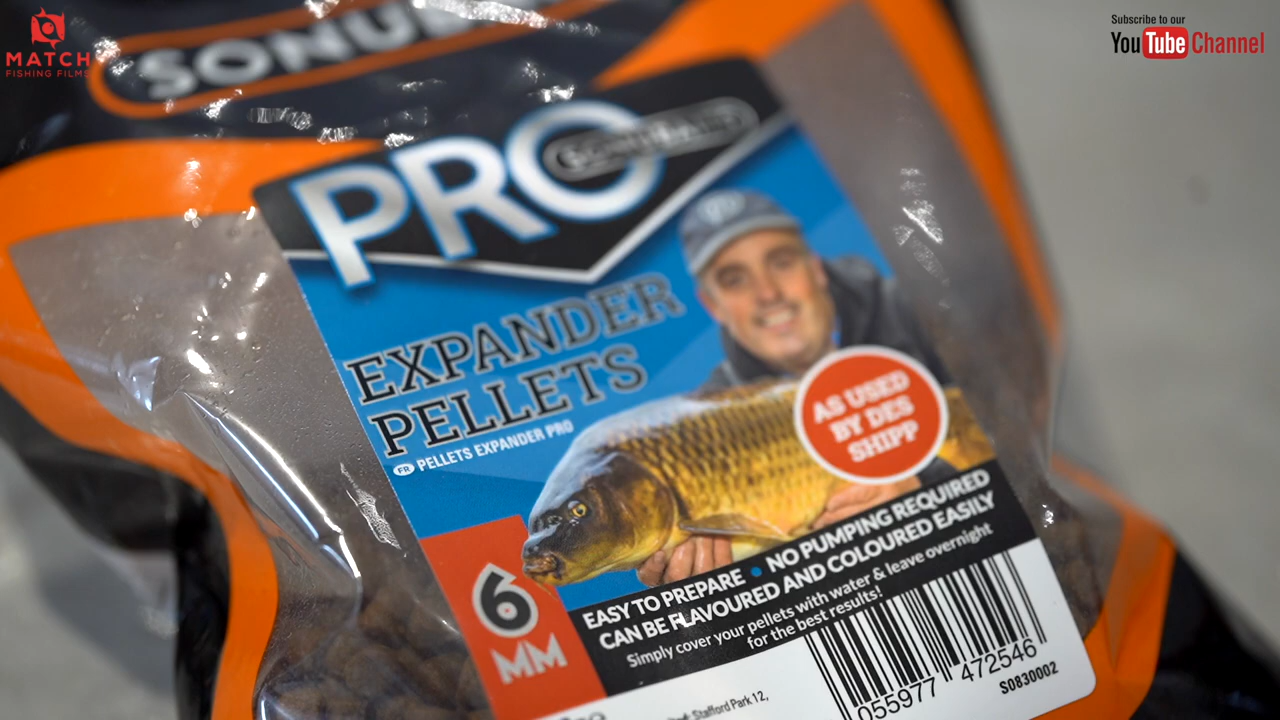 MATCH
FISHING FILMS
Subscribe to our
YouTube Channel
PRO
EXPANDER
PELLETS
FR PELLETS EXPANDER PRO
AS USED
BY DES
SHIPP
6
MM
EASY TO PREPARE • NO PUMPING REQUIRED
CAN BE FLAVOURED AND COLOURED EASILY
Simply cover your pellets with water & leave overnight
for the best results!
Stafford Park 12,
055977 472546
S0830002